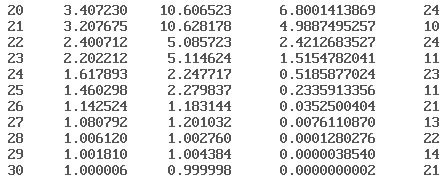 20 3.407230 10.606523 6.8001413869 24
21 3.207675 10.628178 4.9887495257 10
22 2.400712 5.085723 2.4212683527 24
23 2.202212 5.114624 1.5154782041 11
24 1.617893 2.247717 0.5185877024 23
25 1.460298 2.279837 0.2335913356 11
26 1.142524 1.183144 0.0352500404 21
27 1.080792 1.201032 0.0076110870 13
28 1.006120 1.002760 0.0001280276 22
29 1.001810 1.004384 0.0000038540 14
30 1.000006 0.999998 0.0000000002 21